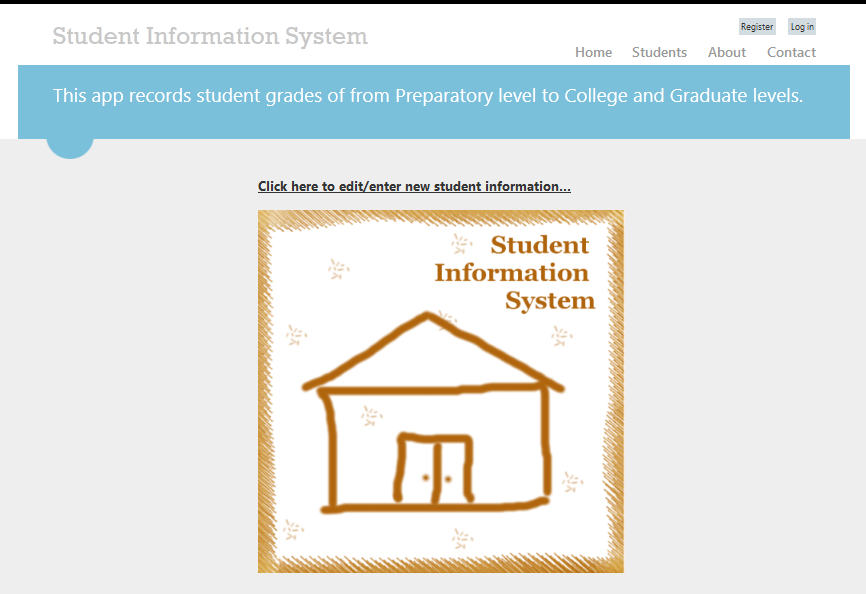 Register Log in
Student Information System
Home Students About Contact
This app records student grades of from Preparatory level to College and Graduate levels.
Click here to edit/enter new student information...
Student
Information
System